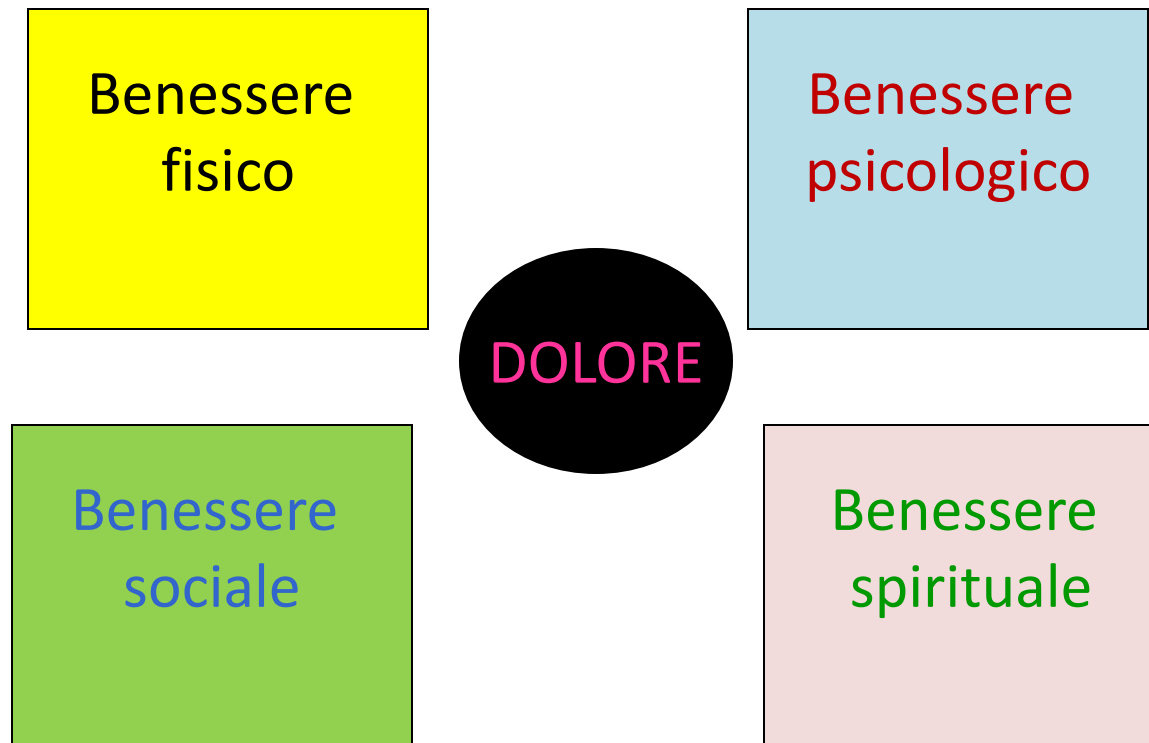 Benessere
fisico
Benessere
psicologico
DOLORE
Benessere
sociale
Benessere
spirituale